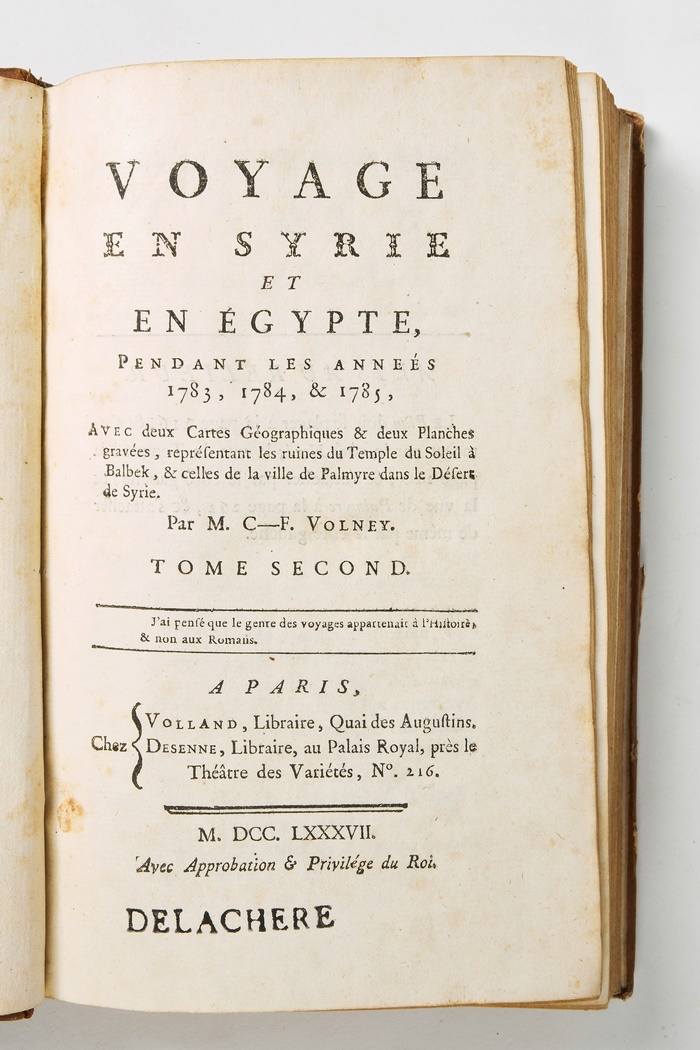 VOYAGE
EN SYRIE
ET
EN ÉGYPTE,
PENDANT LES ANNEÉS
1783, 1784, & 1785,
AVEC deux Cartes Géographiques & deux Planches
gravées, repréſentant les ruines du Temple du Soleil à
Balbek, & celles de la ville de Palmyre dans le Déſert
de Syrie.
Par M. C—F. VOLNEY.
TOME SECOND.
J'ai penſé que le genre des voyages appartenait à l'Hiſtoire,
& non aux Romans.
A PARIS,
Chez
VOLLAND, Libraire, Quai des Auguſtins.
DESENNE, Libraire, au Palais Royal, près le
Théâtre des Variétés, Nº. 216.
M. DCC. LXXXVII.
Avec Approbation & Privilége du Roi.
DELACHERE